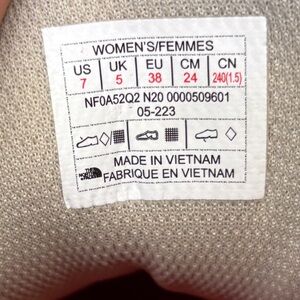 WOMEN'S/FEMMES
US UK EU CM CN
7 5 38 24 240(1.5)
NF0A52Q2 N20 0000509601
05-223
MADE IN VIETNAM
FABRIQUE EN VIETNAM
THE NORTH FACE